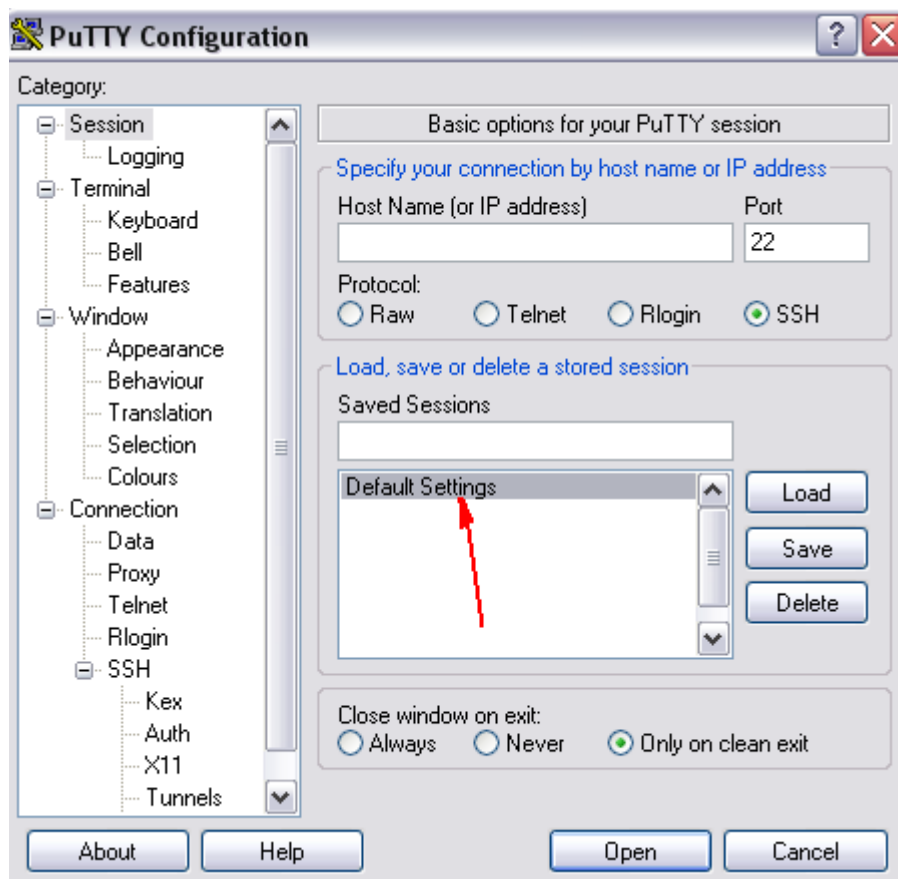 PuTTY Configuration
Category:
Session
Logging
Terminal
Keyboard
Bell
Features
Window
Appearance
Behaviour
Translation
Selection
Colours
Connection
Data
Proxy
Telnet
Rlogin
SSH
Kex
Auth
X11
Tunnels
Basic options for your PuTTY session
Specify your connection by host name or IP address
Host Name (or IP address) Port
22
Protocol:
Raw Telnet Rlogin SSH
Load, save or delete a stored session
Saved Sessions
Default Settings
Load
Save
Delete
Close window on exit:
Always Never Only on clean exit
About Help Open Cancel